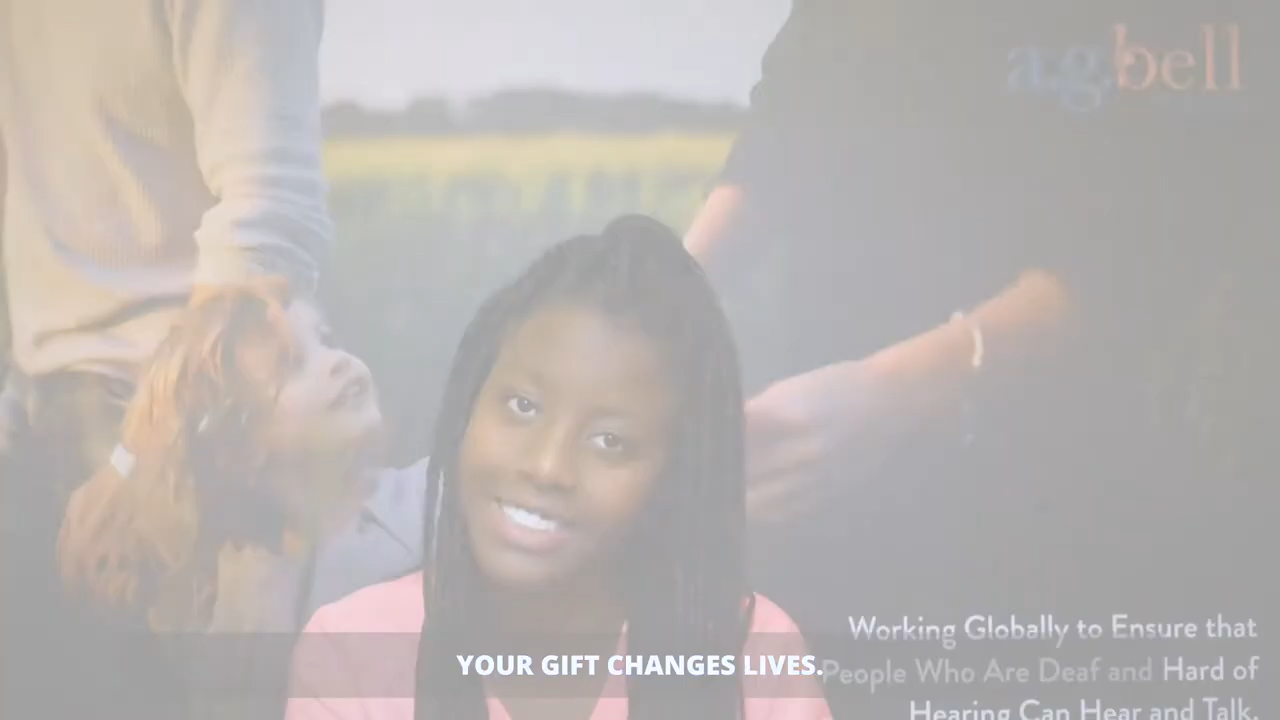 a.g.bell
Working Globally to Ensure that
People Who Are Deaf and Hard of
Hearing Can Hear and Talk.
YOUR GIFT CHANGES LIVES.